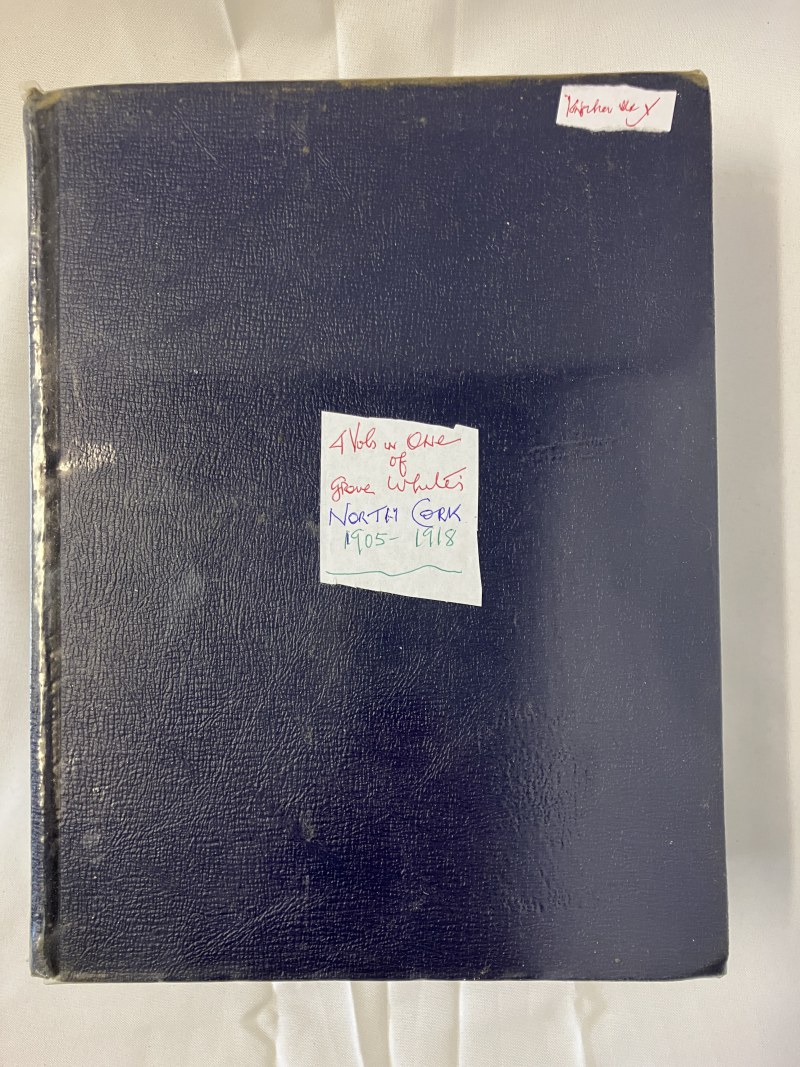 4 Vols in One
of
Grove White's
NORTH CORK
1905- 1918